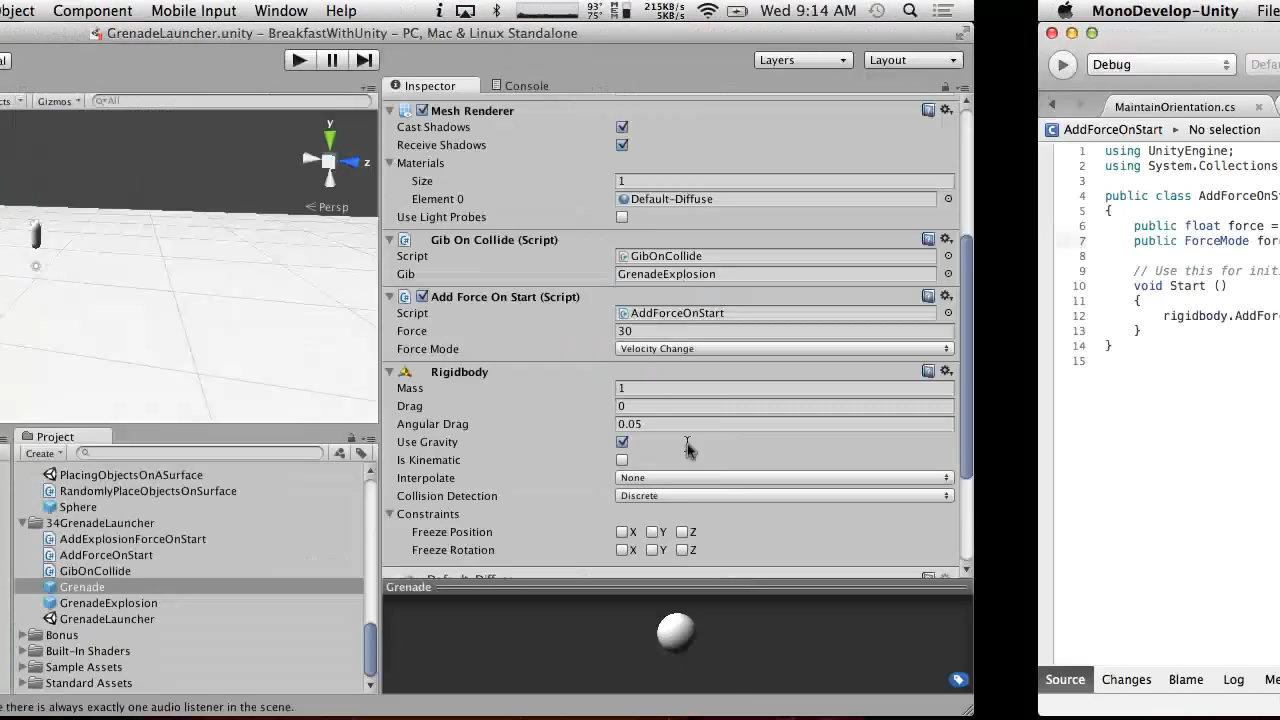 bject Component Mobile Input Window Help 93° 75° 215KB/s 5KB/s Wed 9:14 AM
GrenadeLauncher.unity - BreakfastWithUnity - PC, Mac & Linux Standalone
al Layers Layout
cts Gizmos All
y
z
Persp
Inspector Console
Mesh Renderer
Cast Shadows
Receive Shadows
Materials
Size 1
Element 0 Default-Diffuse
Use Light Probes
Gib On Collide (Script)
Script GibOnCollide
Gib GrenadeExplosion
Add Force On Start (Script)
Script AddForceOnStart
Force 30
Force Mode Velocity Change
Rigidbody
Mass 1
Drag 0
Angular Drag 0.05
Use Gravity
Is Kinematic
Interpolate None
Collision Detection Discrete
Constraints
Freeze Position X Y Z
Freeze Rotation X Y Z
Grenade
Project
Create
PlacingObjectsOnASurface
RandomlyPlaceObjectsOnSurface
Sphere
34GrenadeLauncher
AddExplosionForceOnStart
AddForceOnStart
GibOnCollide
Grenade
GrenadeExplosion
GrenadeLauncher
Bonus
Built-In Shaders
Sample Assets
Standard Assets
e there is always exactly one audio listener in the scene.
MonoDevelop-Unity File
Debug Defau
MaintainOrientation.cs
AddForceOnStart No selection
1 using UnityEngine;
2 using System.Collections
3
4 public class AddForceOnS
5 {
6 public float force =
7 public ForceMode for
8
9 // Use this for init
10 void Start ()
11 {
12 rigidbody.AddFor
13 }
14 }
15
Source Changes Blame Log Me